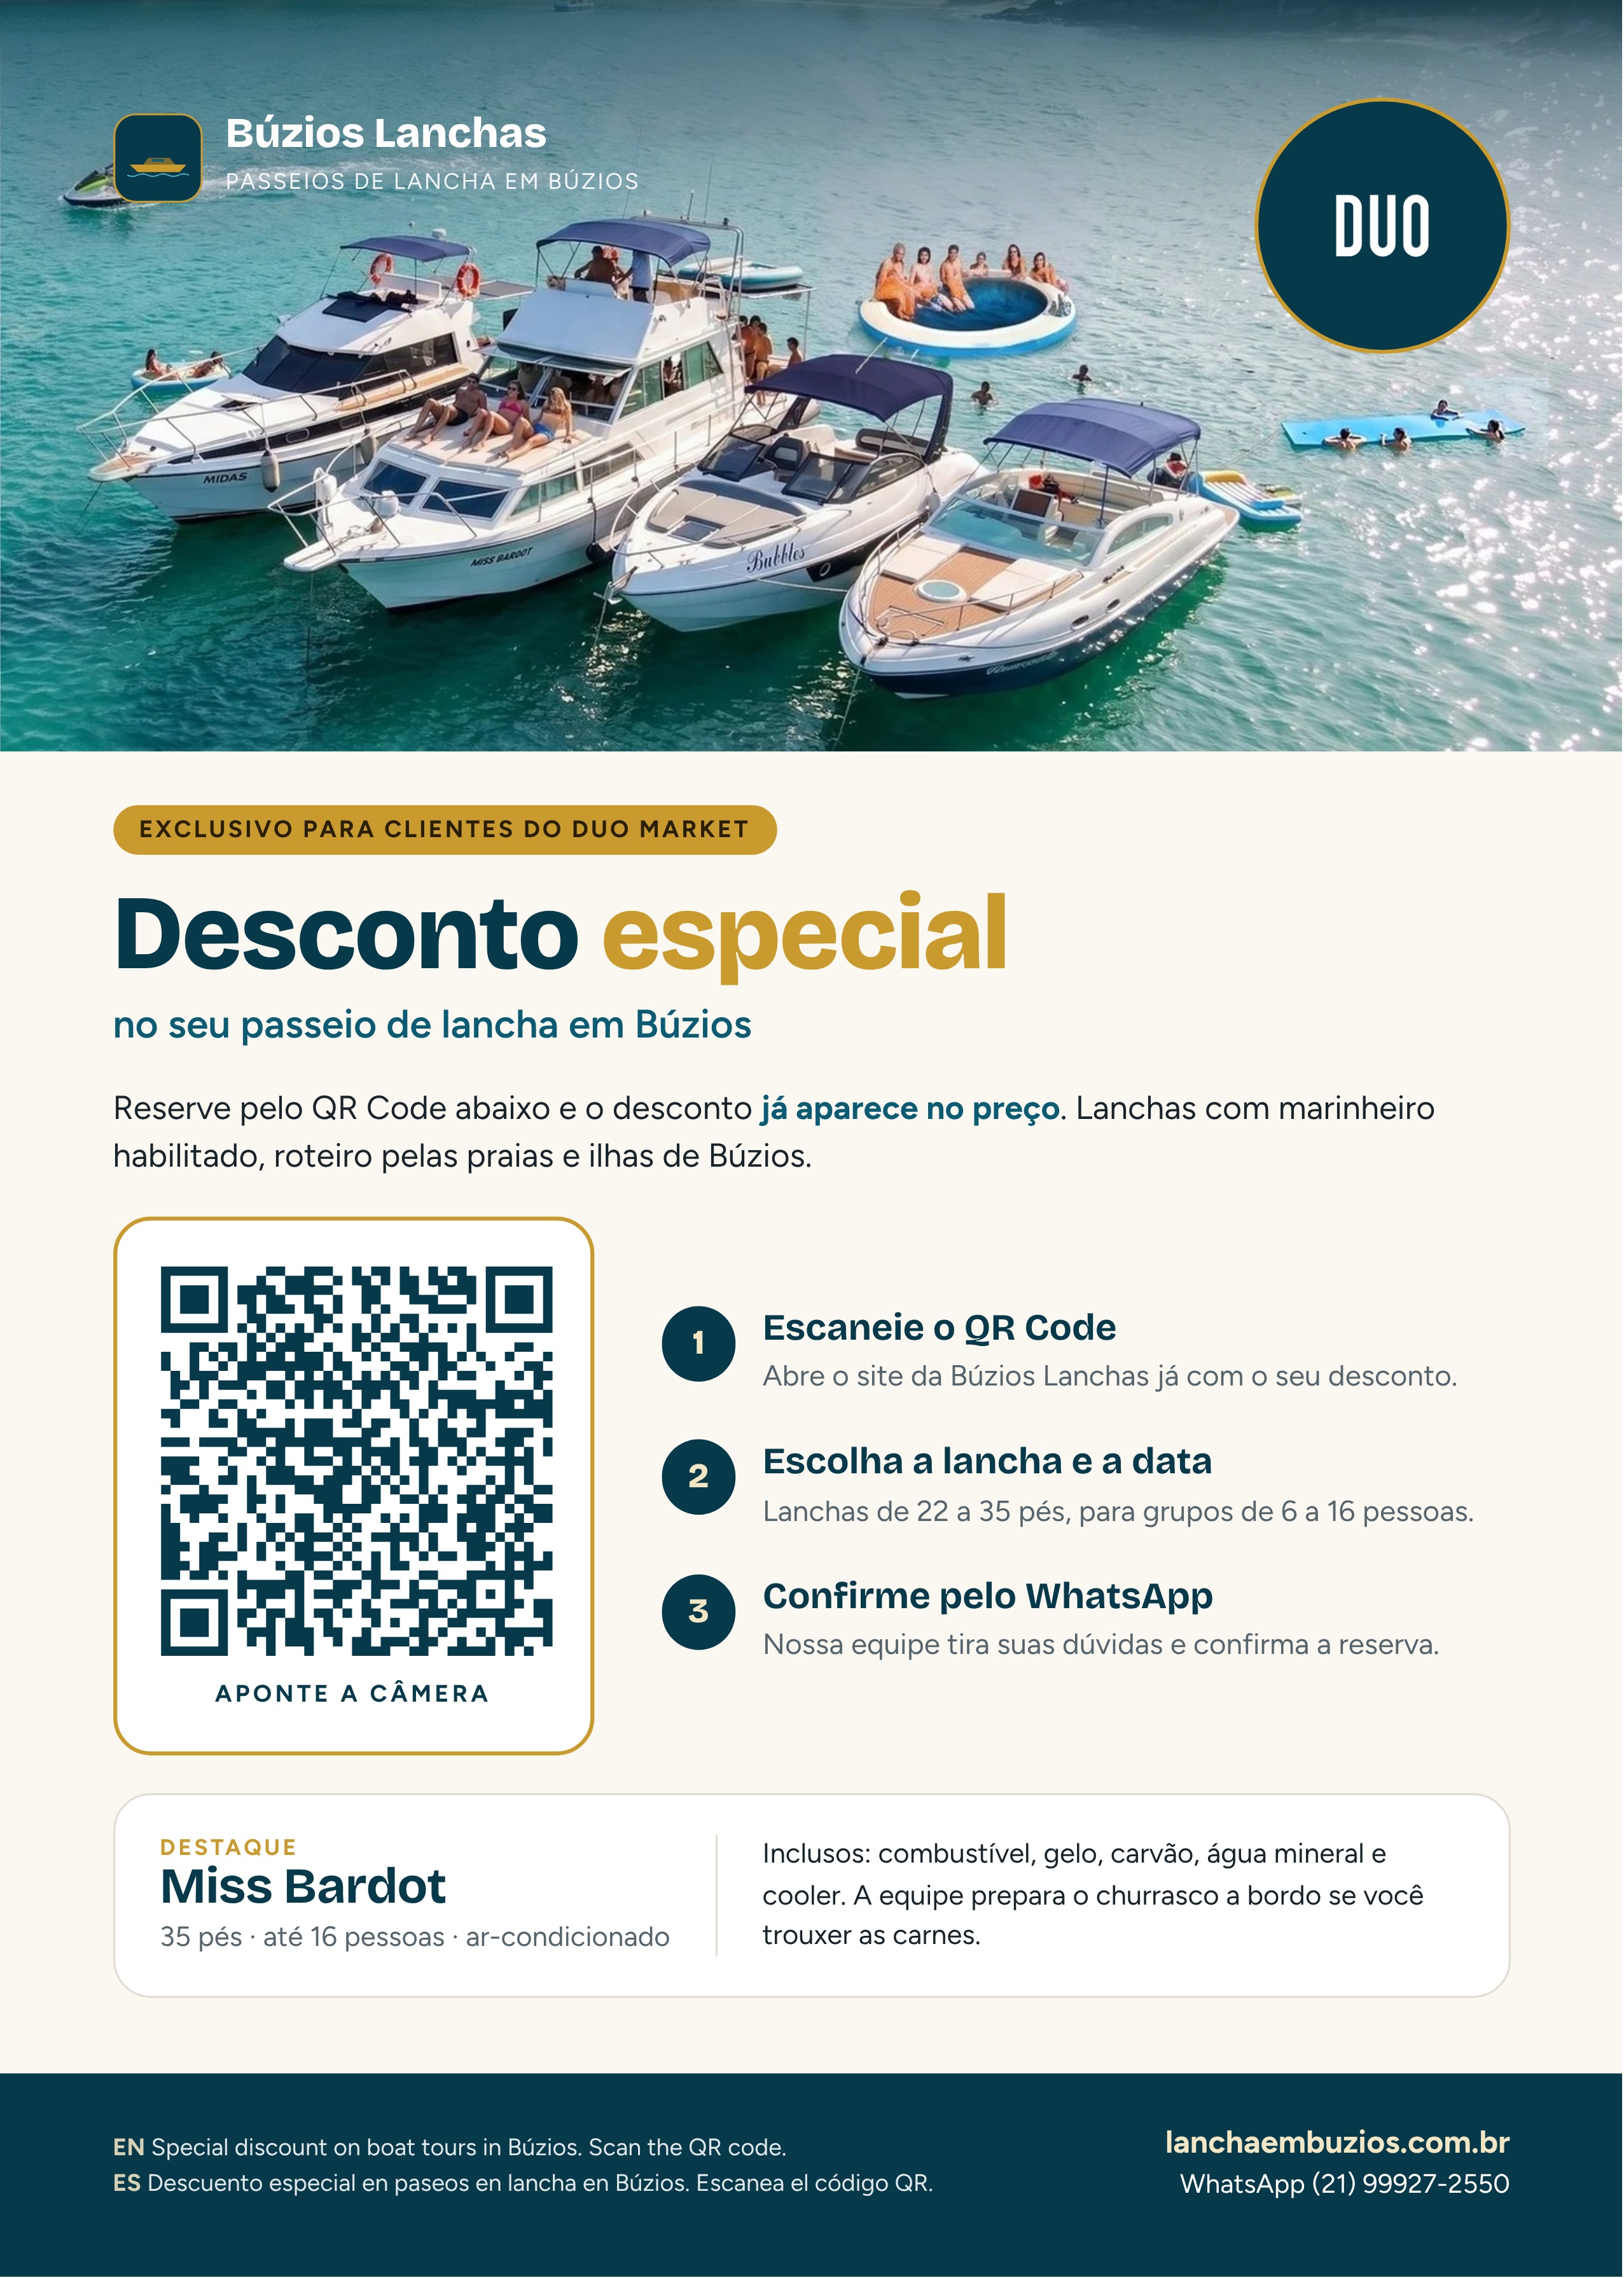 Búzios Lanchas
PASSEIOS DE LANCHA EM BÚZIOS
DUO
MIDAS
MISS BARDOT
Bubbles
EXCLUSIVO PARA CLIENTES DO DUO MARKET
Desconto especial
no seu passeio de lancha em Búzios
Reserve pelo QR Code abaixo e o desconto já aparece no preço. Lanchas com marinheiro
habilitado, roteiro pelas praias e ilhas de Búzios.
APONTE A CÂMERA
1
Escaneie o QR Code
Abre o site da Búzios Lanchas já com o seu desconto.
2
Escolha a lancha e a data
Lanchas de 22 a 35 pés, para grupos de 6 a 16 pessoas.
3
Confirme pelo WhatsApp
Nossa equipe tira suas dúvidas e confirma a reserva.
DESTAQUE
Miss Bardot
35 pés · até 16 pessoas · ar-condicionado
Inclusos: combustível, gelo, carvão, água mineral e
cooler. A equipe prepara o churrasco a bordo se você
trouxer as carnes.
EN Special discount on boat tours in Búzios. Scan the QR code.
ES Descuento especial en paseos en lancha en Búzios. Escanea el código QR.
lanchaembuzios.com.br
WhatsApp (21) 99927-2550